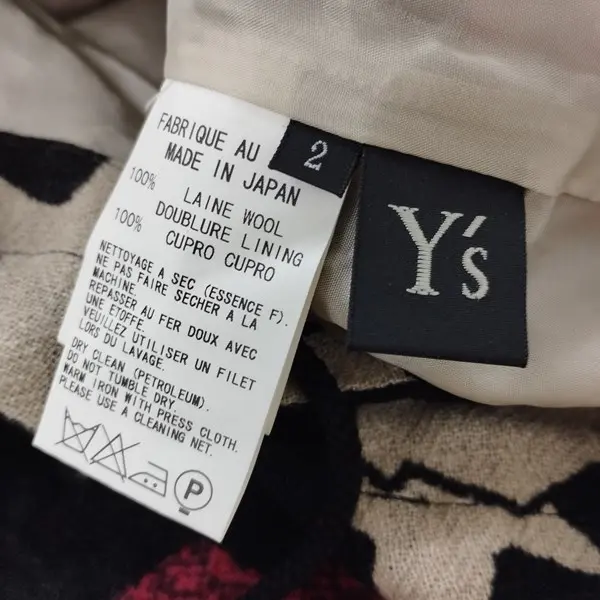 FABRIQUE AU
MADE IN JAPAN
100%
LAINE WOOL
100%
DOUBLURE LINING
CUPRO CUPRO
NETTOYAGE A SEC (ESSENCE F).
NE PAS FAIRE SECHER A LA
MACHINE.
REPASSER AU FER DOUX AVEC
UNE ETOFFE.
VEUILLEZ UTILISER UN FILET
LORS DU LAVAGE.
DRY CLEAN (PETROLEUM).
DO NOT TUMBLE DRY.
WARM IRON WITH PRESS CLOTH.
PLEASE USE A CLEANING NET.
P
2
Y's